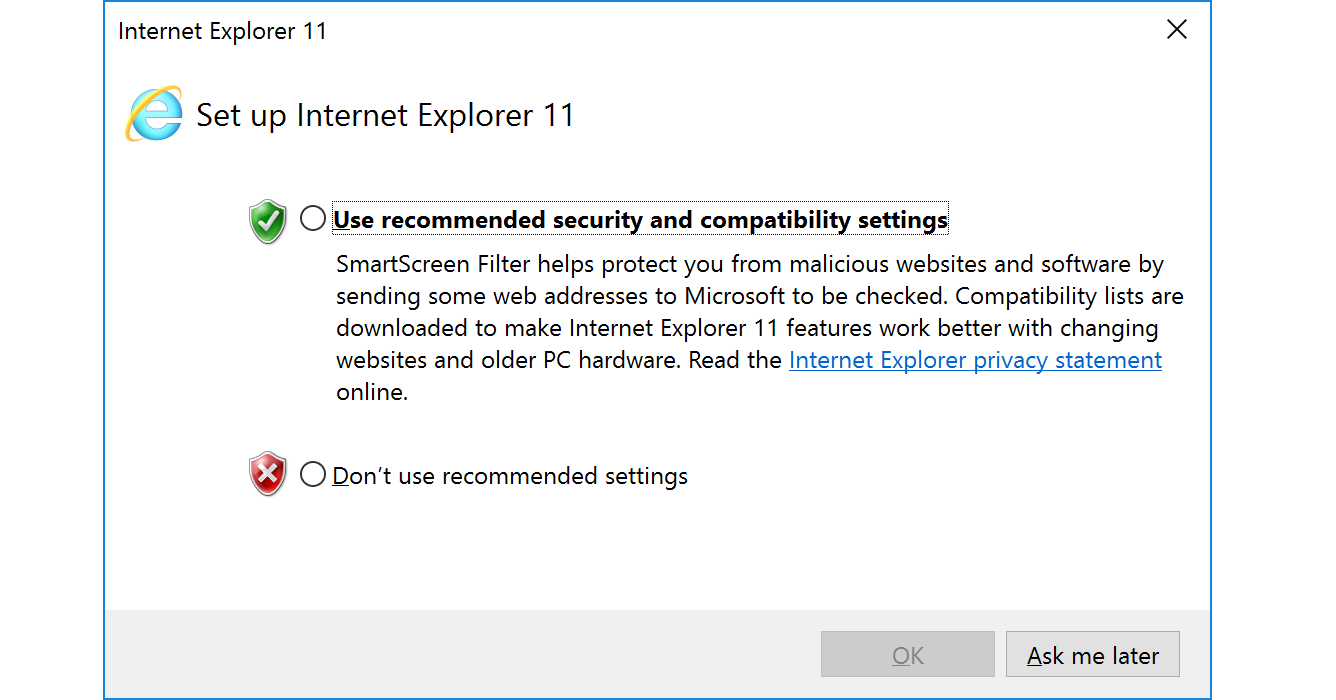 Internet Explorer 11
Set up Internet Explorer 11
Use recommended security and compatibility settings
SmartScreen Filter helps protect you from malicious websites and software by
sending some web addresses to Microsoft to be checked. Compatibility lists are
downloaded to make Internet Explorer 11 features work better with changing
websites and older PC hardware. Read the Internet Explorer privacy statement
online.
Don’t use recommended settings
OK
Ask me later